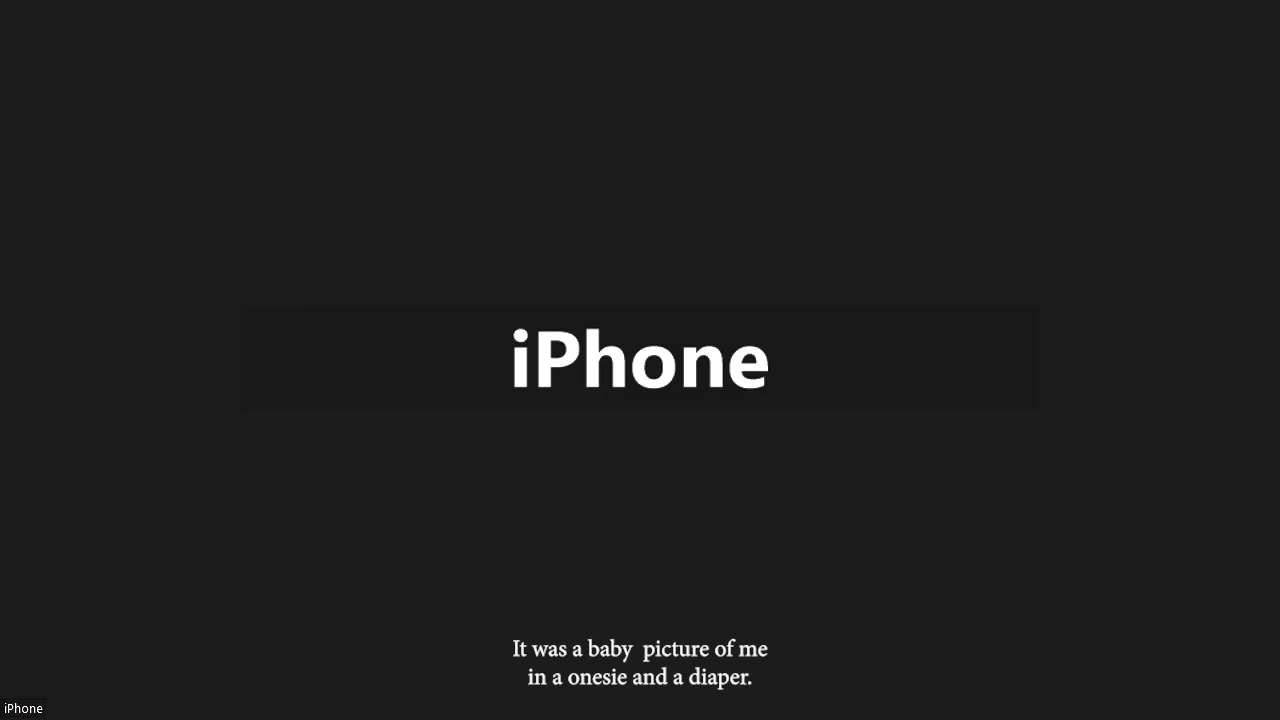 iPhone
It was a baby  picture of me
in a onesie and a diaper.
iPhone